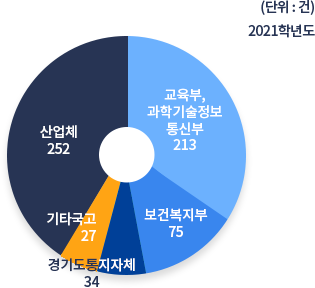 (단위 : 건)
2021학년도
교육부,
과학기술정보
통신부
213
산업체
252
보건복지부
75
기타국고
27
경기도통지자체
34